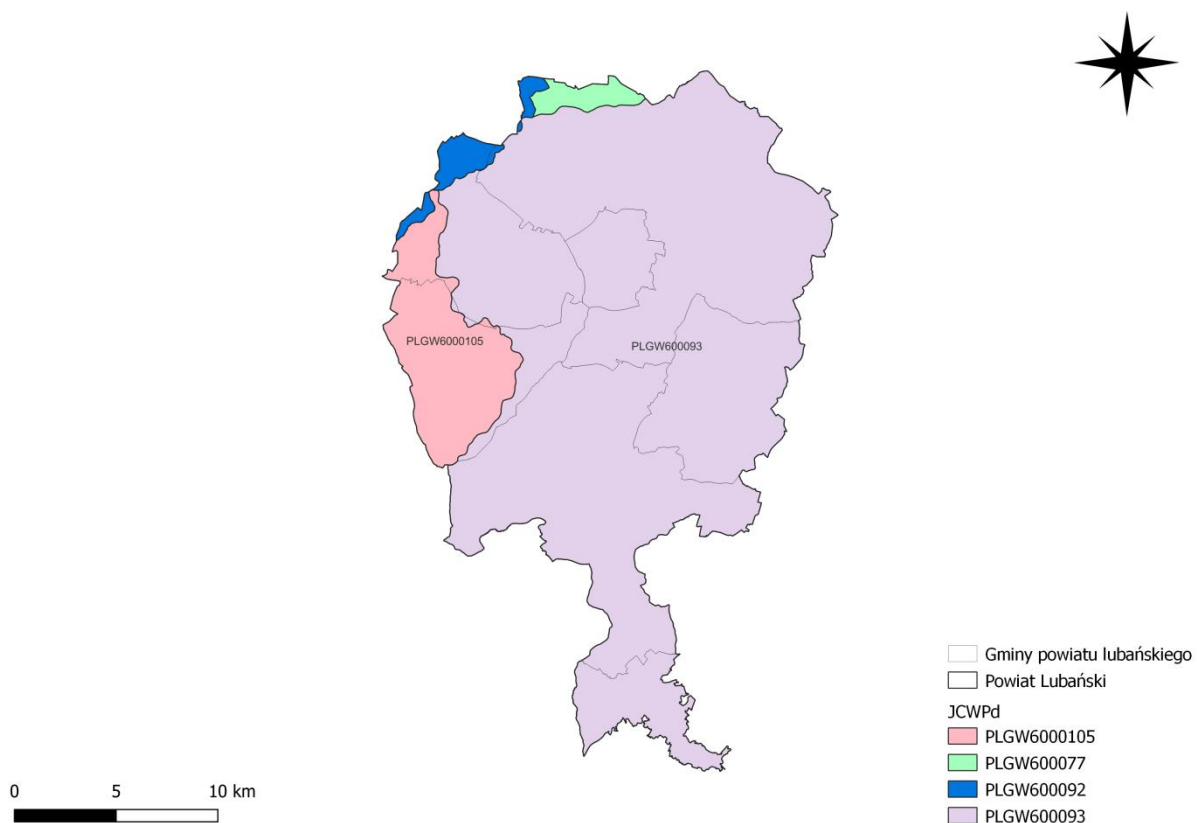 PLGW6000105
PLGW600093
Gminy powiatu lubańskiego
Powiat Lubański
JCWPd
PLGW6000105
PLGW600077
PLGW600092
PLGW600093
0 5 10 km